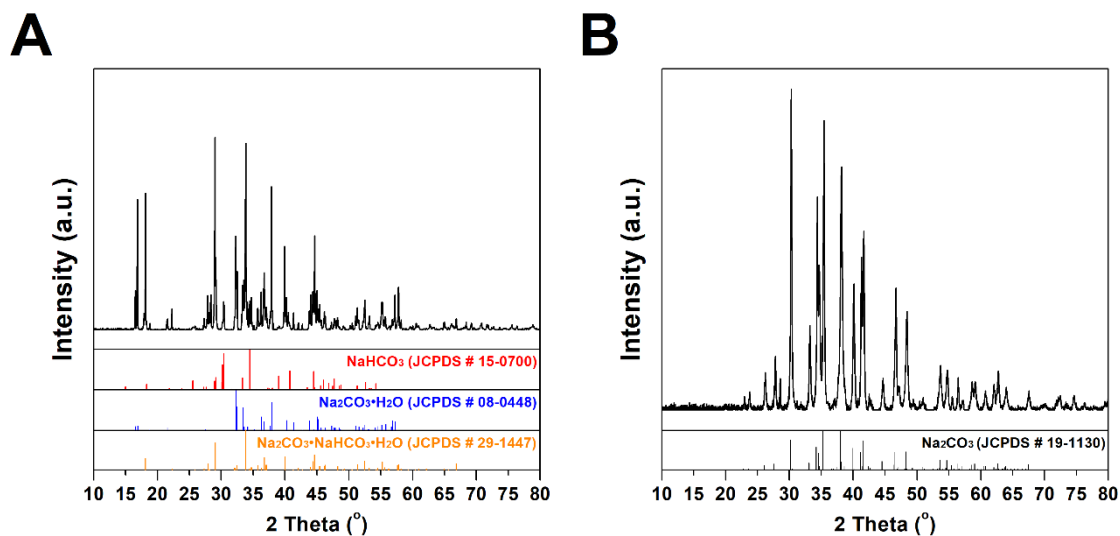 A
Intensity (a.u.)
NaHCO₃ (JCPDS # 15-0700)
Na₂CO₃•H₂O (JCPDS # 08-0448)
Na₂CO₃•NaHCO₃•H₂O (JCPDS # 29-1447)
10 15 20 25 30 35 40 45 50 55 60 65 70 75 80
2 Theta (°)
B
Intensity (a.u.)
Na₂CO₃ (JCPDS # 19-1130)
10 15 20 25 30 35 40 45 50 55 60 65 70 75 80
2 Theta (°)